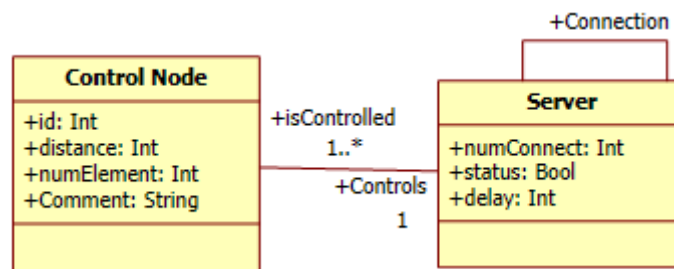 +Connection
Control Node
+id: Int
+distance: Int
+numElement: Int
+Comment: String
+isControlled
1..*
+Controls
1
Server
+numConnect: Int
+status: Bool
+delay: Int